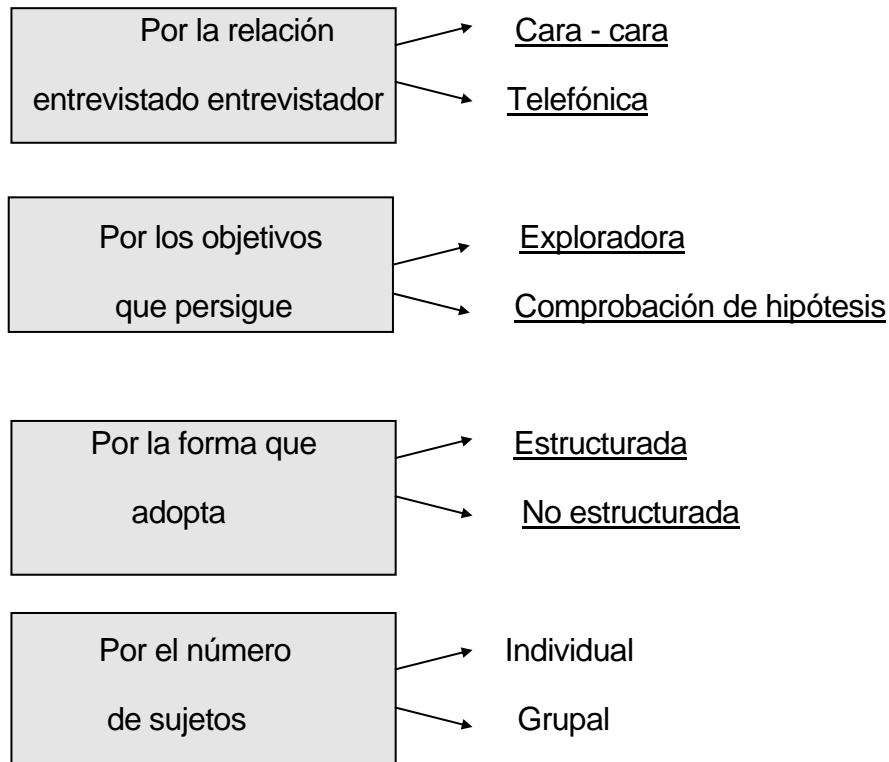 Por la relación
entrevistado entrevistador
Cara - cara
Telefónica
Por los objetivos
que persigue
Exploradora
Comprobación de hipótesis
Por la forma que
adopta
Estructurada
No estructurada
Por el número
de sujetos
Individual
Grupal